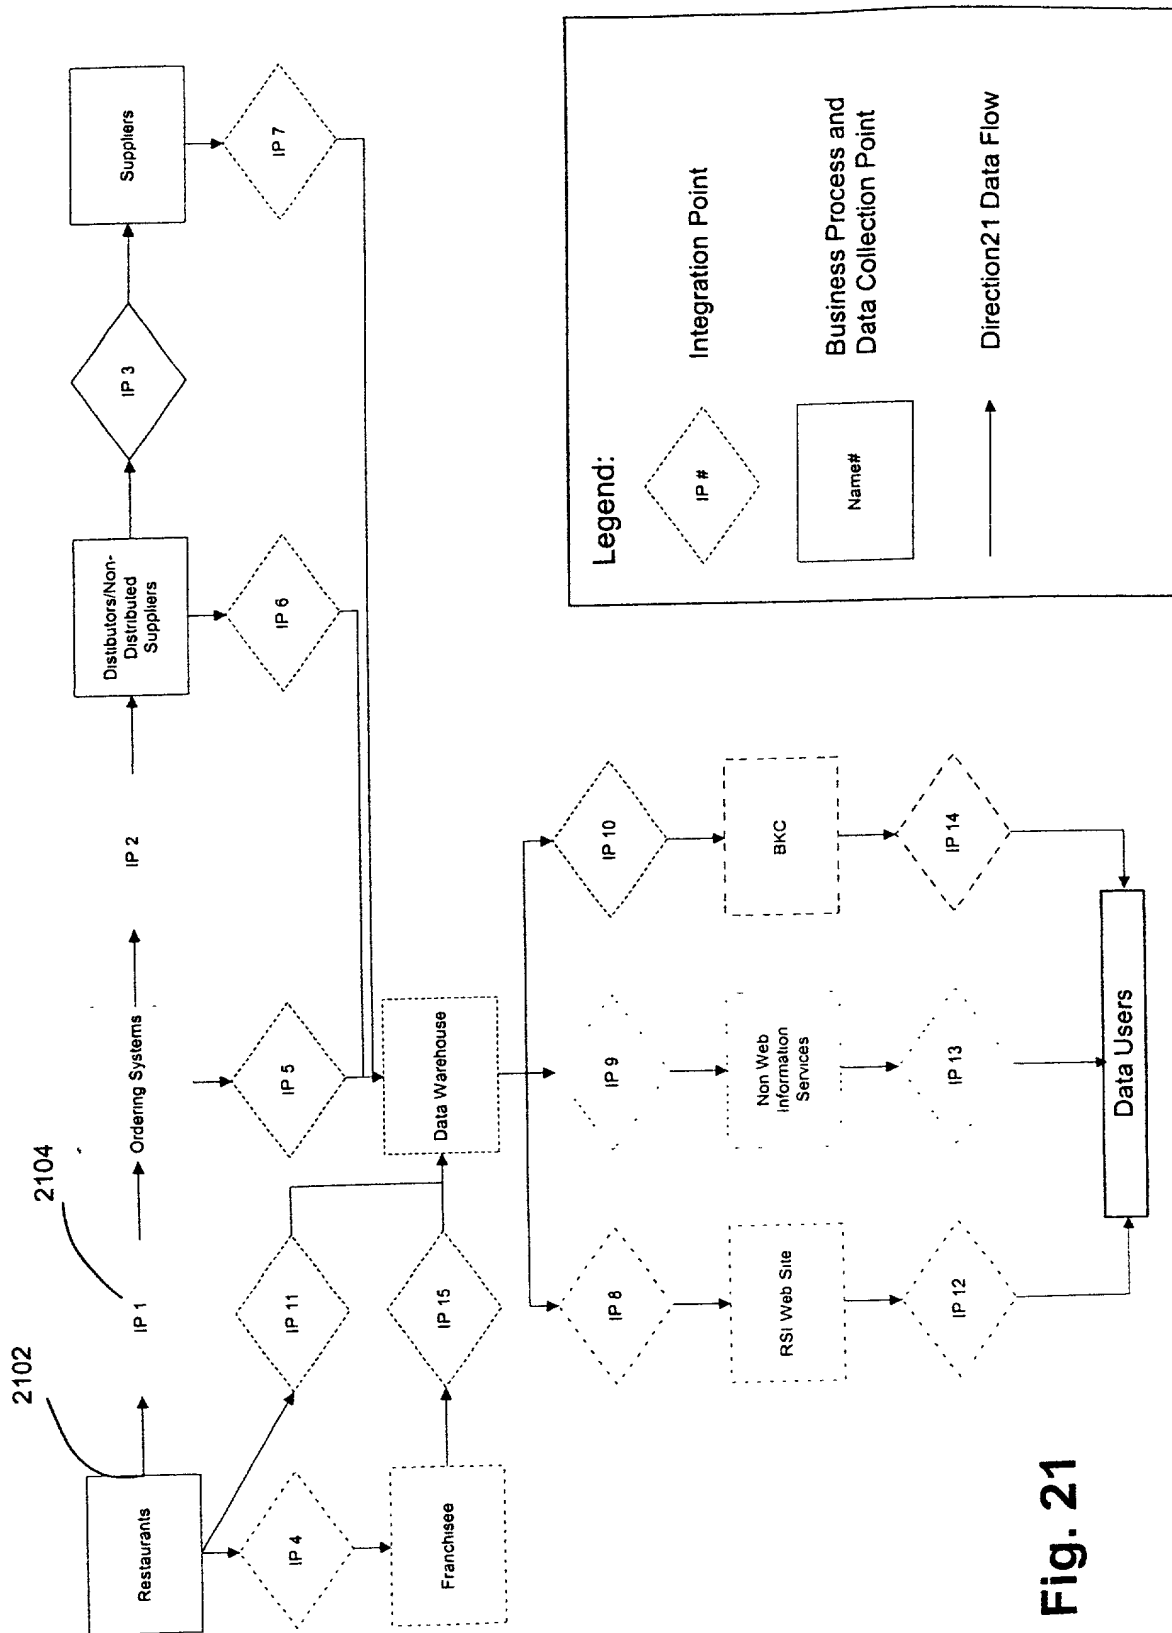 2102
2104
Restaurants
IP 1
Ordering Systems
IP 2
Distibutors/Non-
Distributed
Suppliers
IP 3
Suppliers
IP 4
IP 11
IP 5
IP 6
IP 7
Franchisee
IP 15
Data Warehouse
IP 8
IP 9
IP 10
RSI Web Site
Non Web
Information
Services
BKC
IP 12
IP 13
IP 14
Data Users
Legend:
IP #
Integration Point
Name#
Business Process and
Data Collection Point
Direction21 Data Flow
Fig. 21